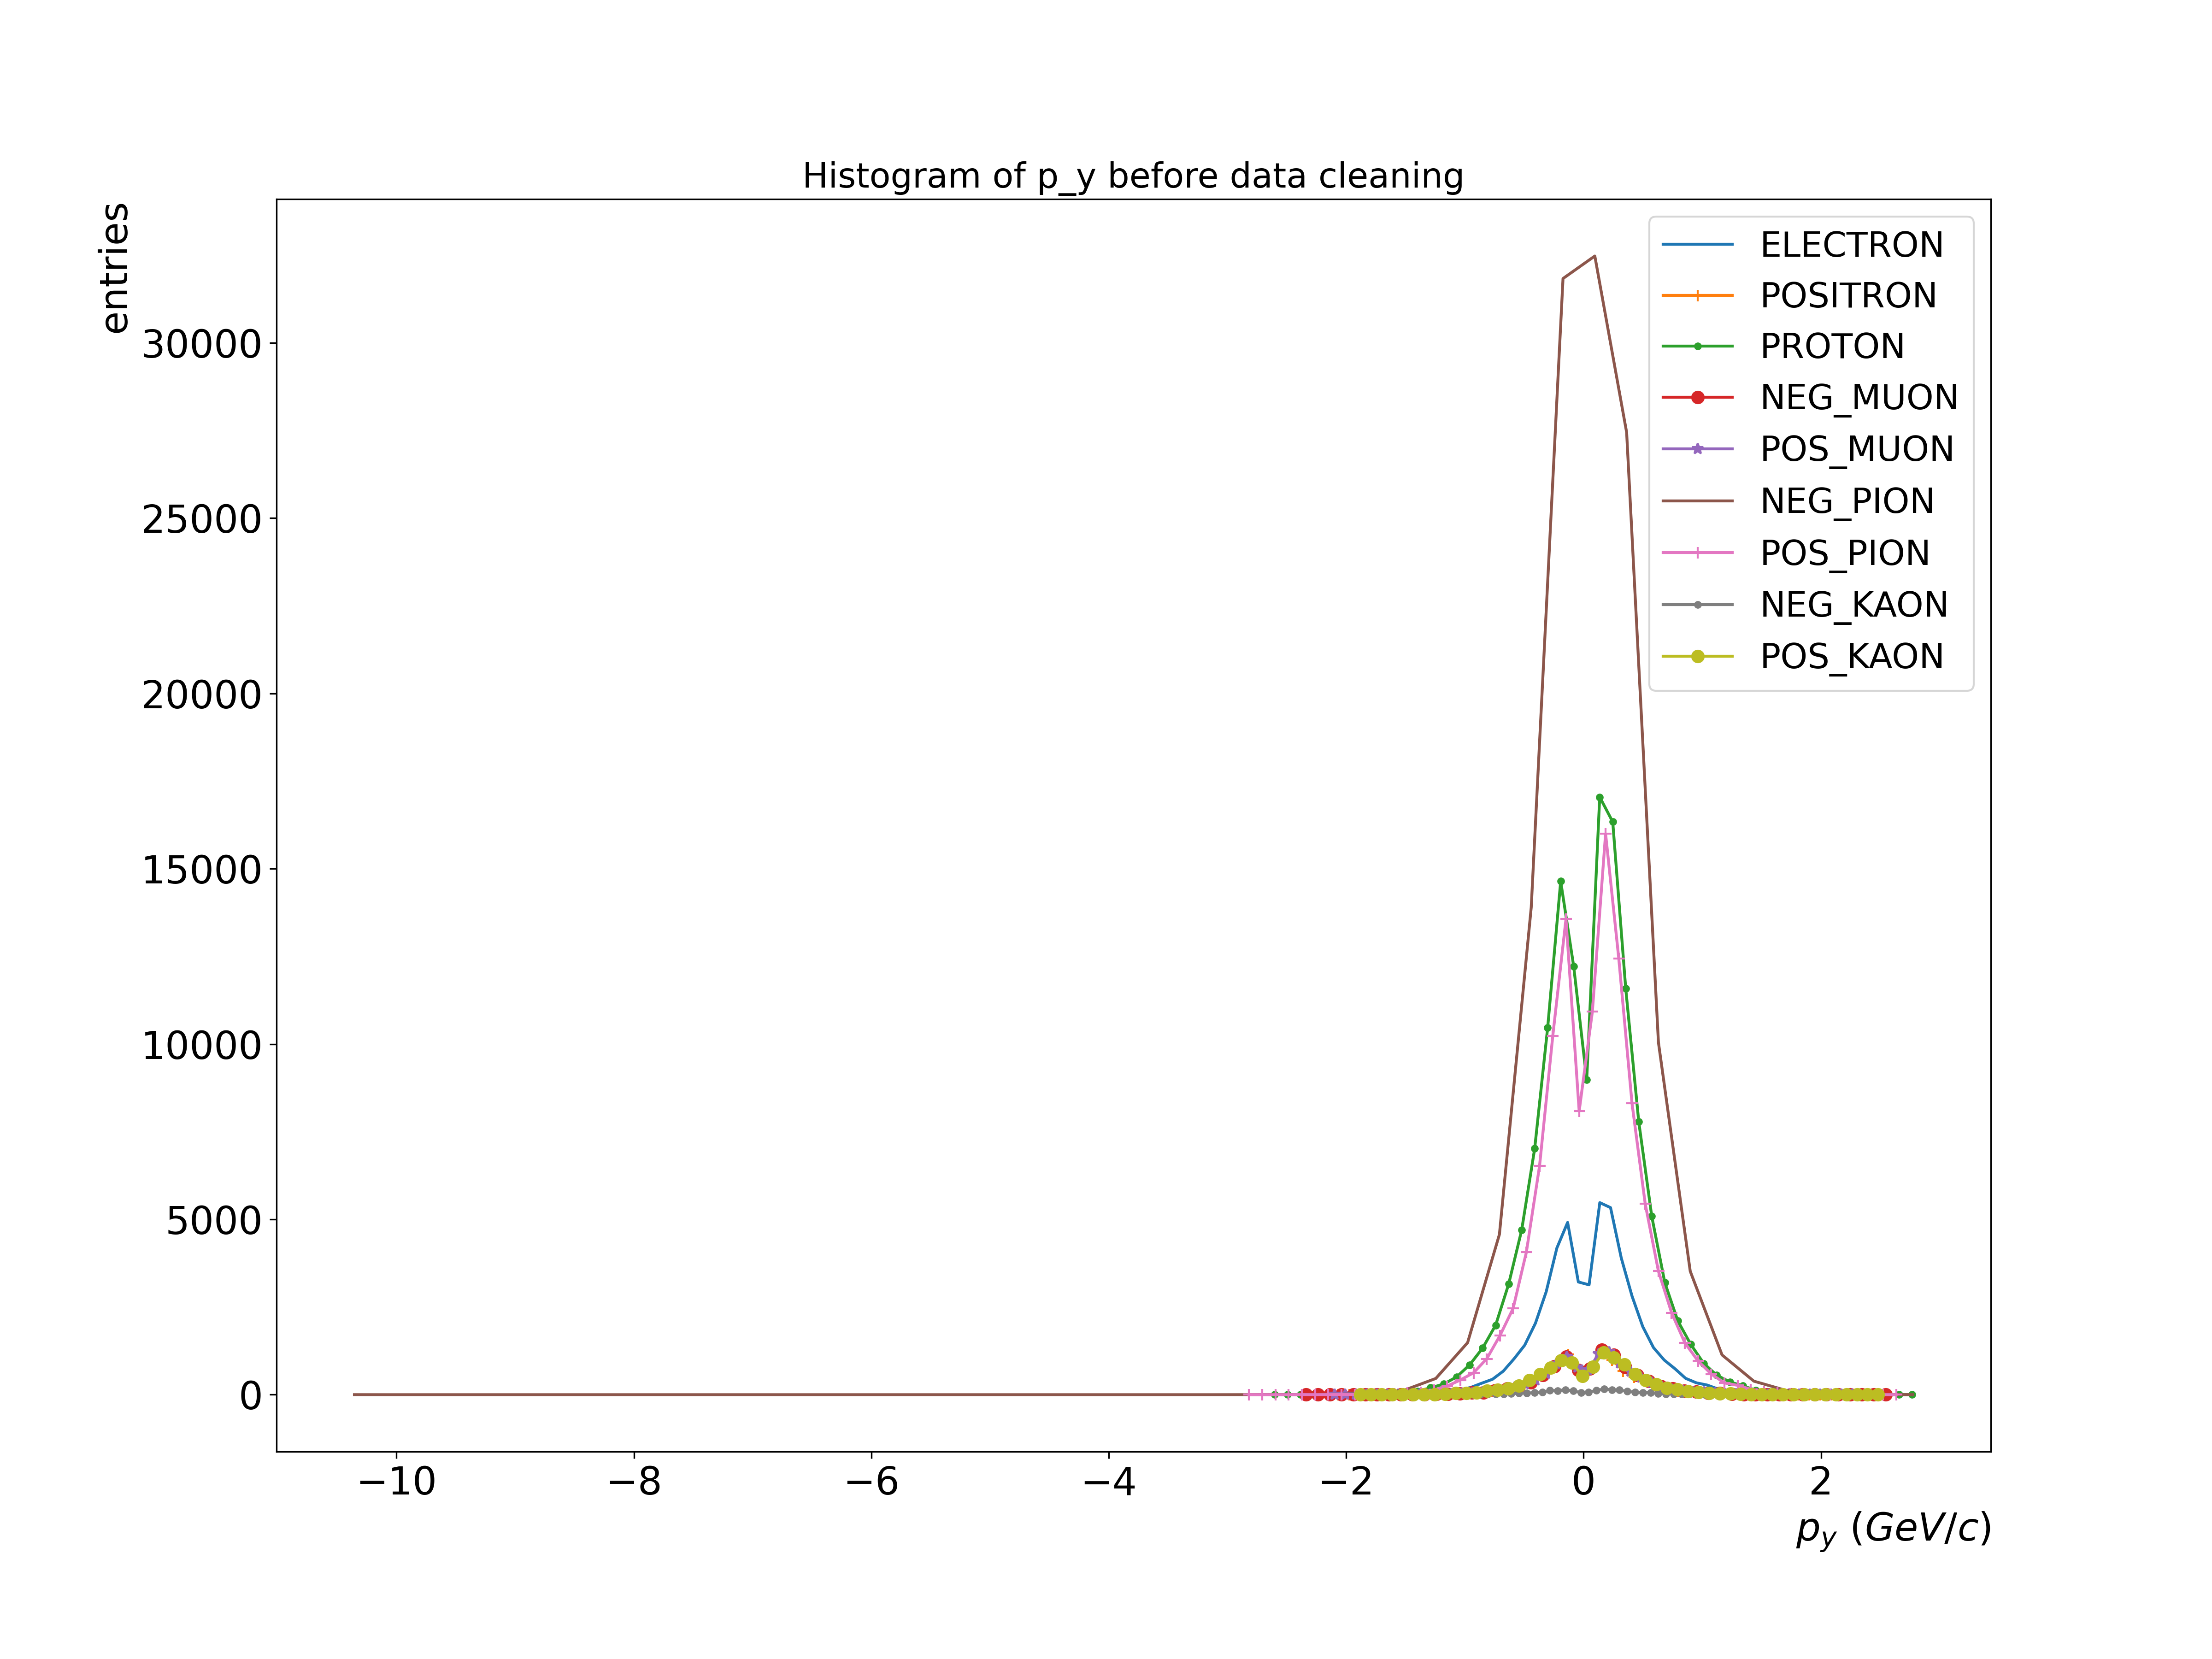 Histogram of p_y before data cleaning
entries
30000
25000
20000
15000
10000
5000
0
ELECTRON
POSITRON
PROTON
NEG_MUON
POS_MUON
NEG_PION
POS_PION
NEG_KAON
POS_KAON
−10 −8 −6 −4 −2 0 2
p_y (GeV/c)